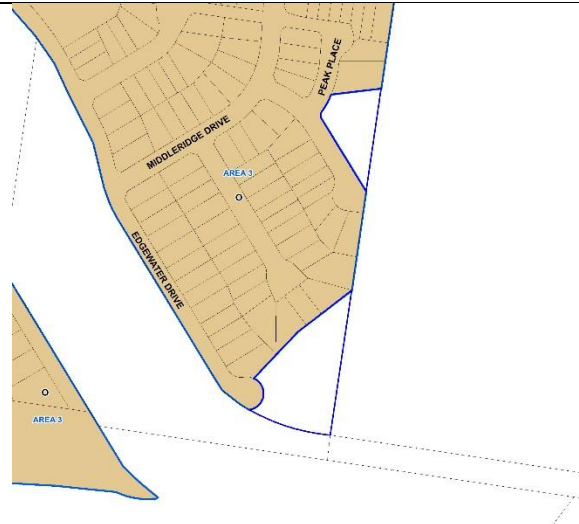 PEAK PLACE
MIDDLERIDGE DRIVE
AREA 3
O
EDGEWATER DRIVE
O
AREA 3